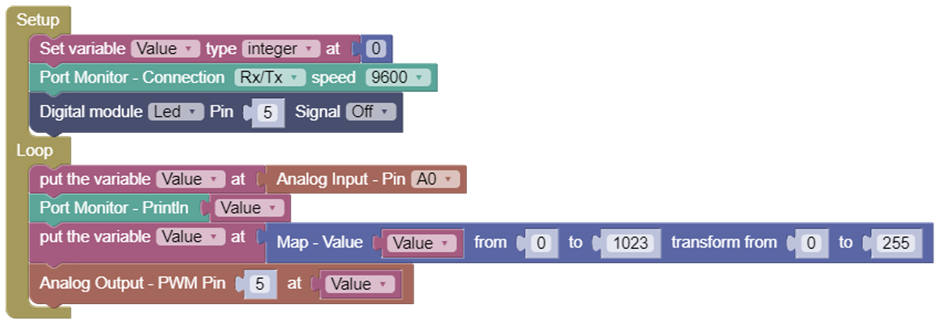 Setup
Set variable Value type integer at 0
Port Monitor - Connection Rx/Tx speed 9600
Digital module Led Pin 5 Signal Off
Loop
put the variable Value at Analog Input - Pin A0
Port Monitor - Println Value
put the variable Value at Map - Value Value from 0 to 1023 transform from 0 to 255
Analog Output - PWM Pin 5 at Value